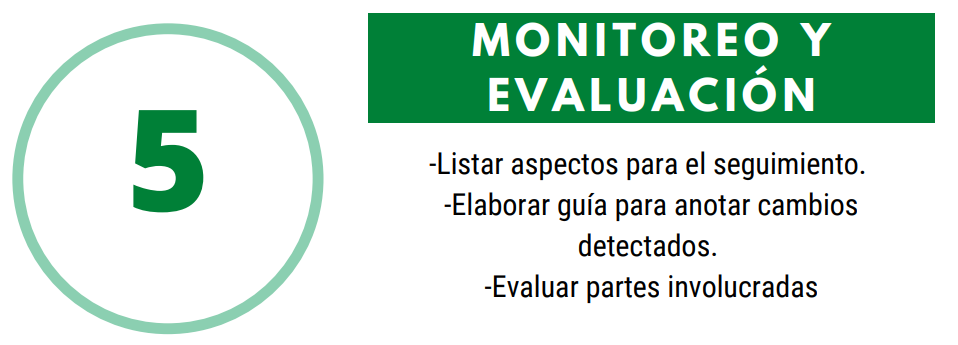 5
MONITOREO Y
EVALUACIÓN
-Listar aspectos para el seguimiento.
-Elaborar guía para anotar cambios
detectados.
-Evaluar partes involucradas